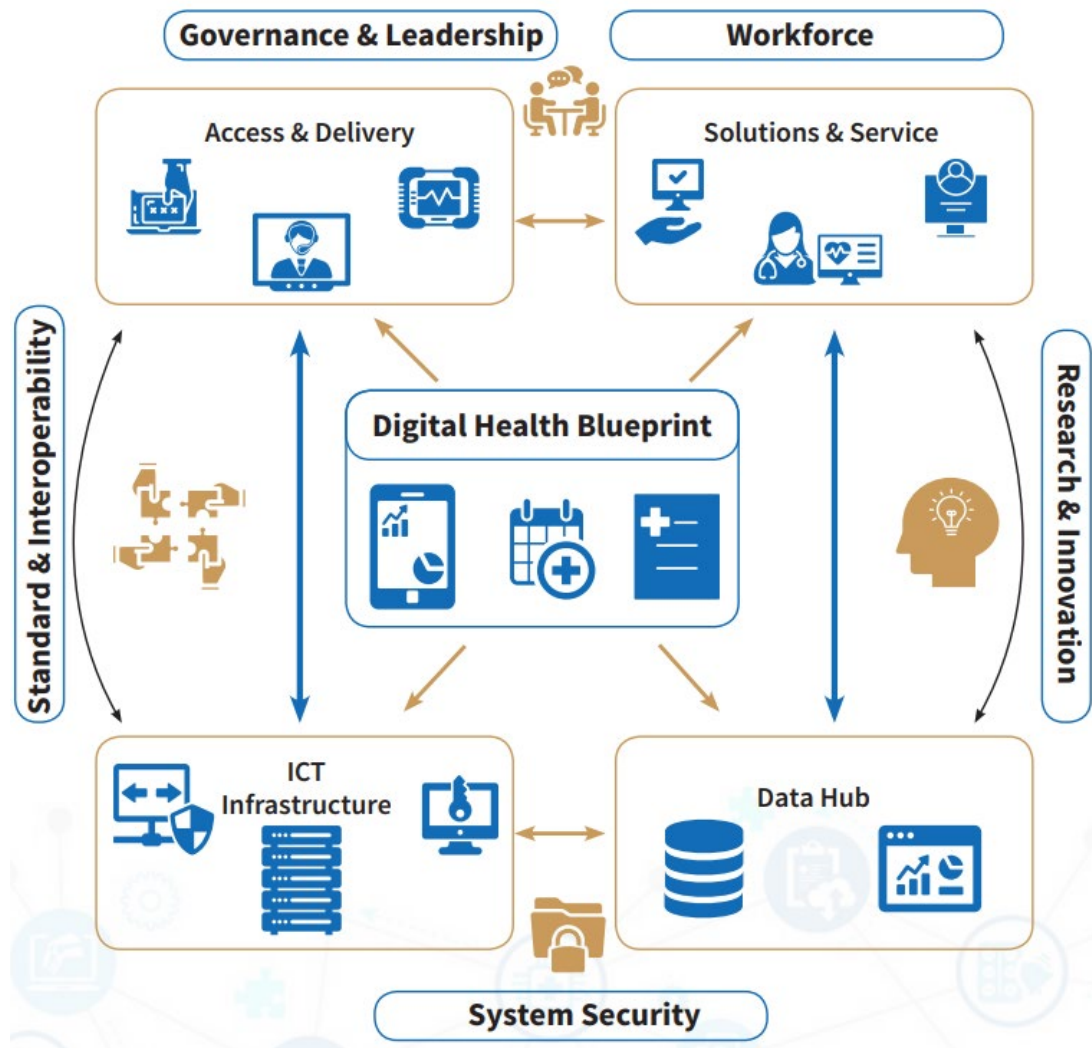 Governance & Leadership
Workforce
Access & Delivery
Solutions & Service
Standard & Interoperability
Digital Health Blueprint
Research & Innovation
ICT
Infrastructure
Data Hub
System Security